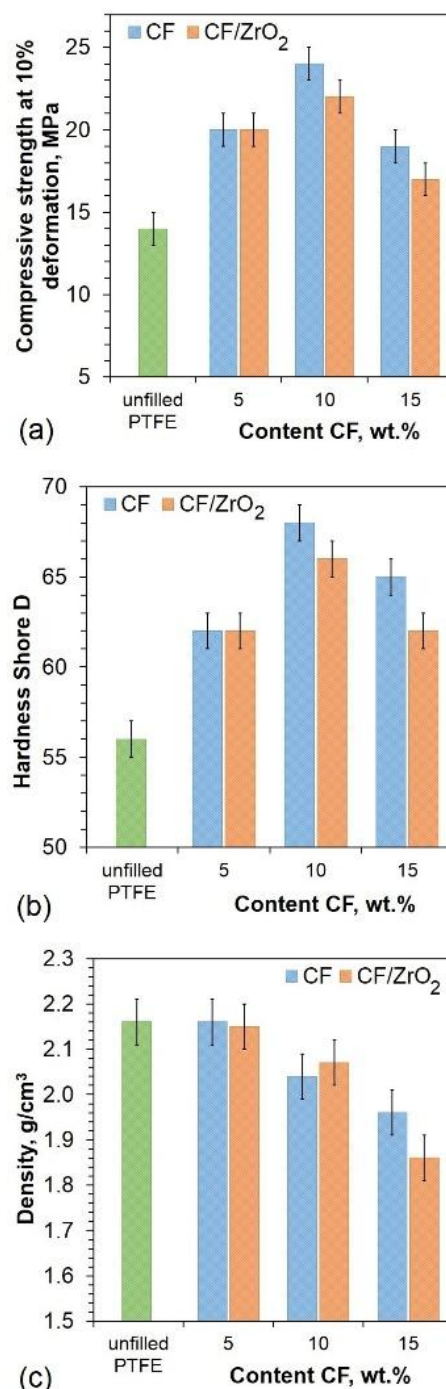 CF CF/ZrO2
Compressive strength at 10%
deformation, MPa
25
20
15
10
5
unfilled
PTFE
5 10 15
Content CF, wt.%
(a)
CF CF/ZrO2
Hardness Shore D
70
65
60
55
50
unfilled
PTFE
5 10 15
Content CF, wt.%
(b)
CF CF/ZrO2
Density, g/cm³
2.3
2.2
2.1
2.0
1.9
1.8
1.7
1.6
1.5
unfilled
PTFE
5 10 15
Content CF, wt.%
(c)